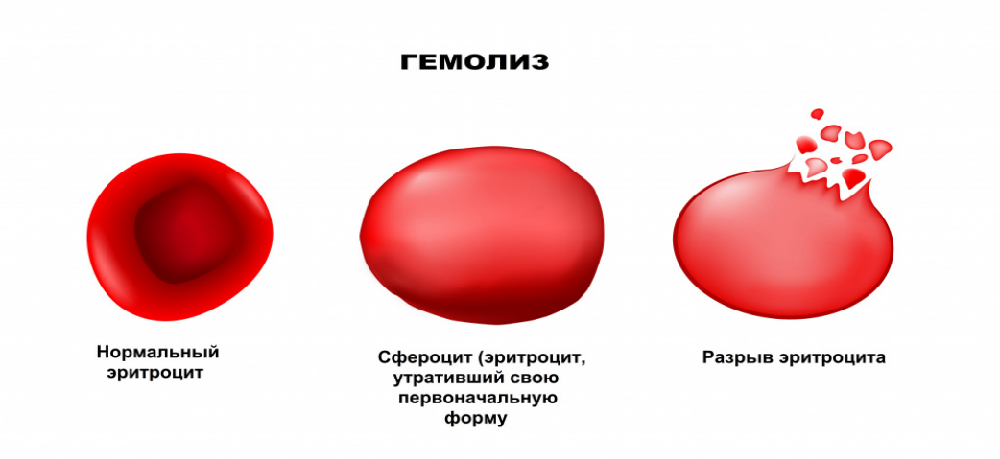 ГЕМОЛИЗ
Нормальный
эритроцит
Сфероцит (эритроцит,
утративший свою
первоначальную
форму
Разрыв эритроцита